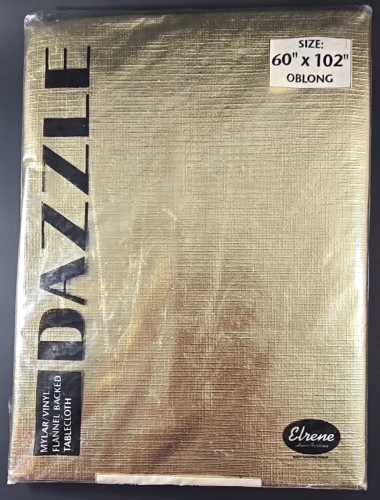 SIZE:
60" x 102"
OBLONG
DAZZLE
MYLAR/VINYL
FLANNEL BACKED
TABLECLOTH
Elrene